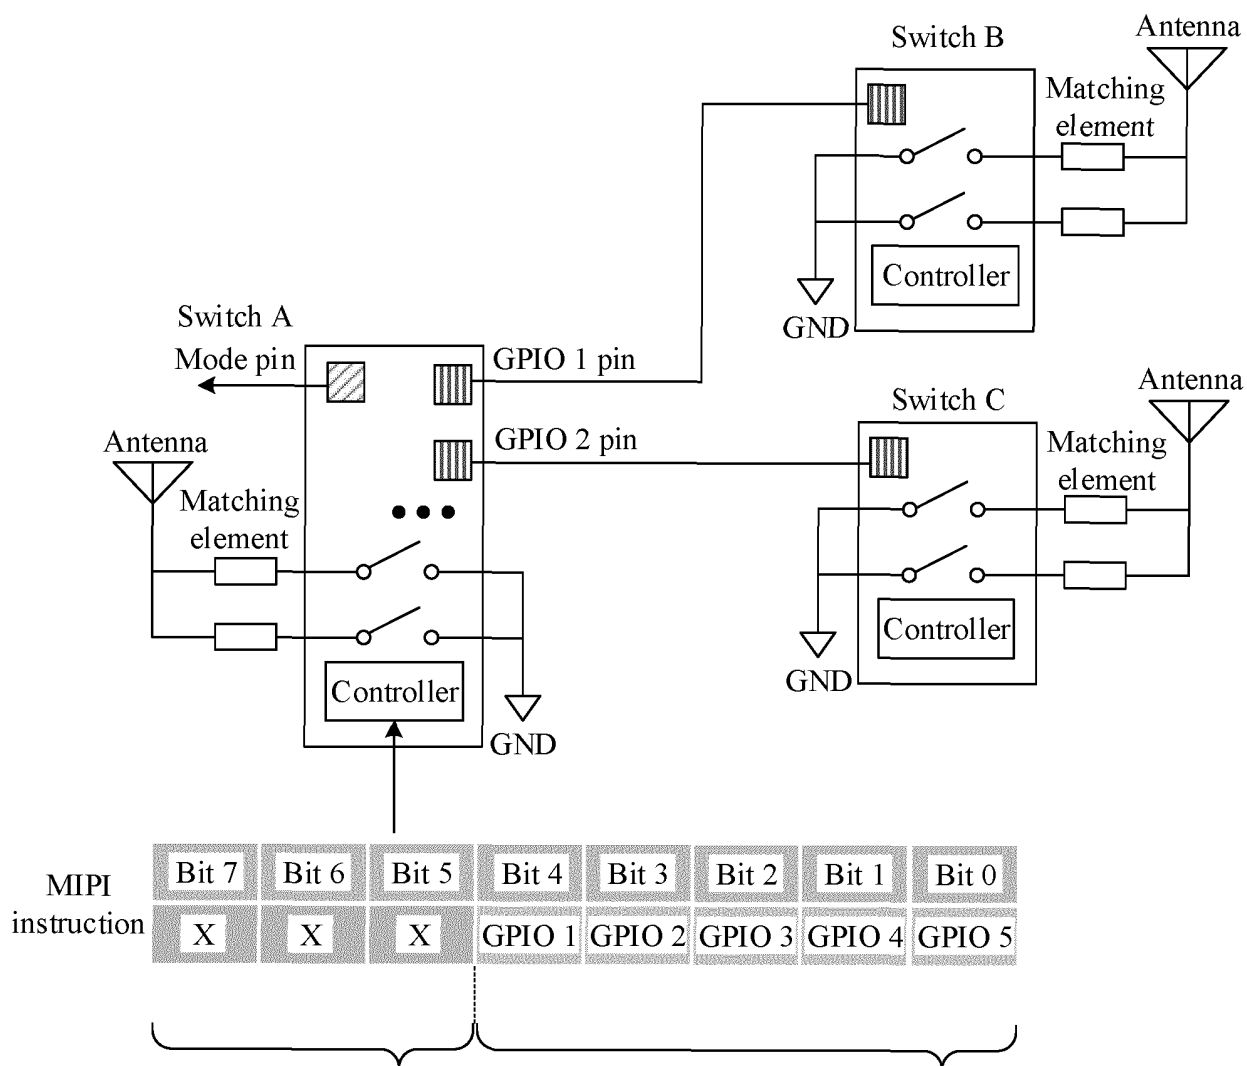 Switch B
Antenna
Matching
element
Controller
GND
Switch A
Mode pin
GPIO 1 pin
GPIO 2 pin
Antenna
Matching
element
Controller
GND
Switch C
Antenna
Matching
element
Controller
GND
MIPI
instruction
Bit 7 Bit 6 Bit 5 Bit 4 Bit 3 Bit 2 Bit 1 Bit 0
X X X GPIO 1 GPIO 2 GPIO 3 GPIO 4 GPIO 5